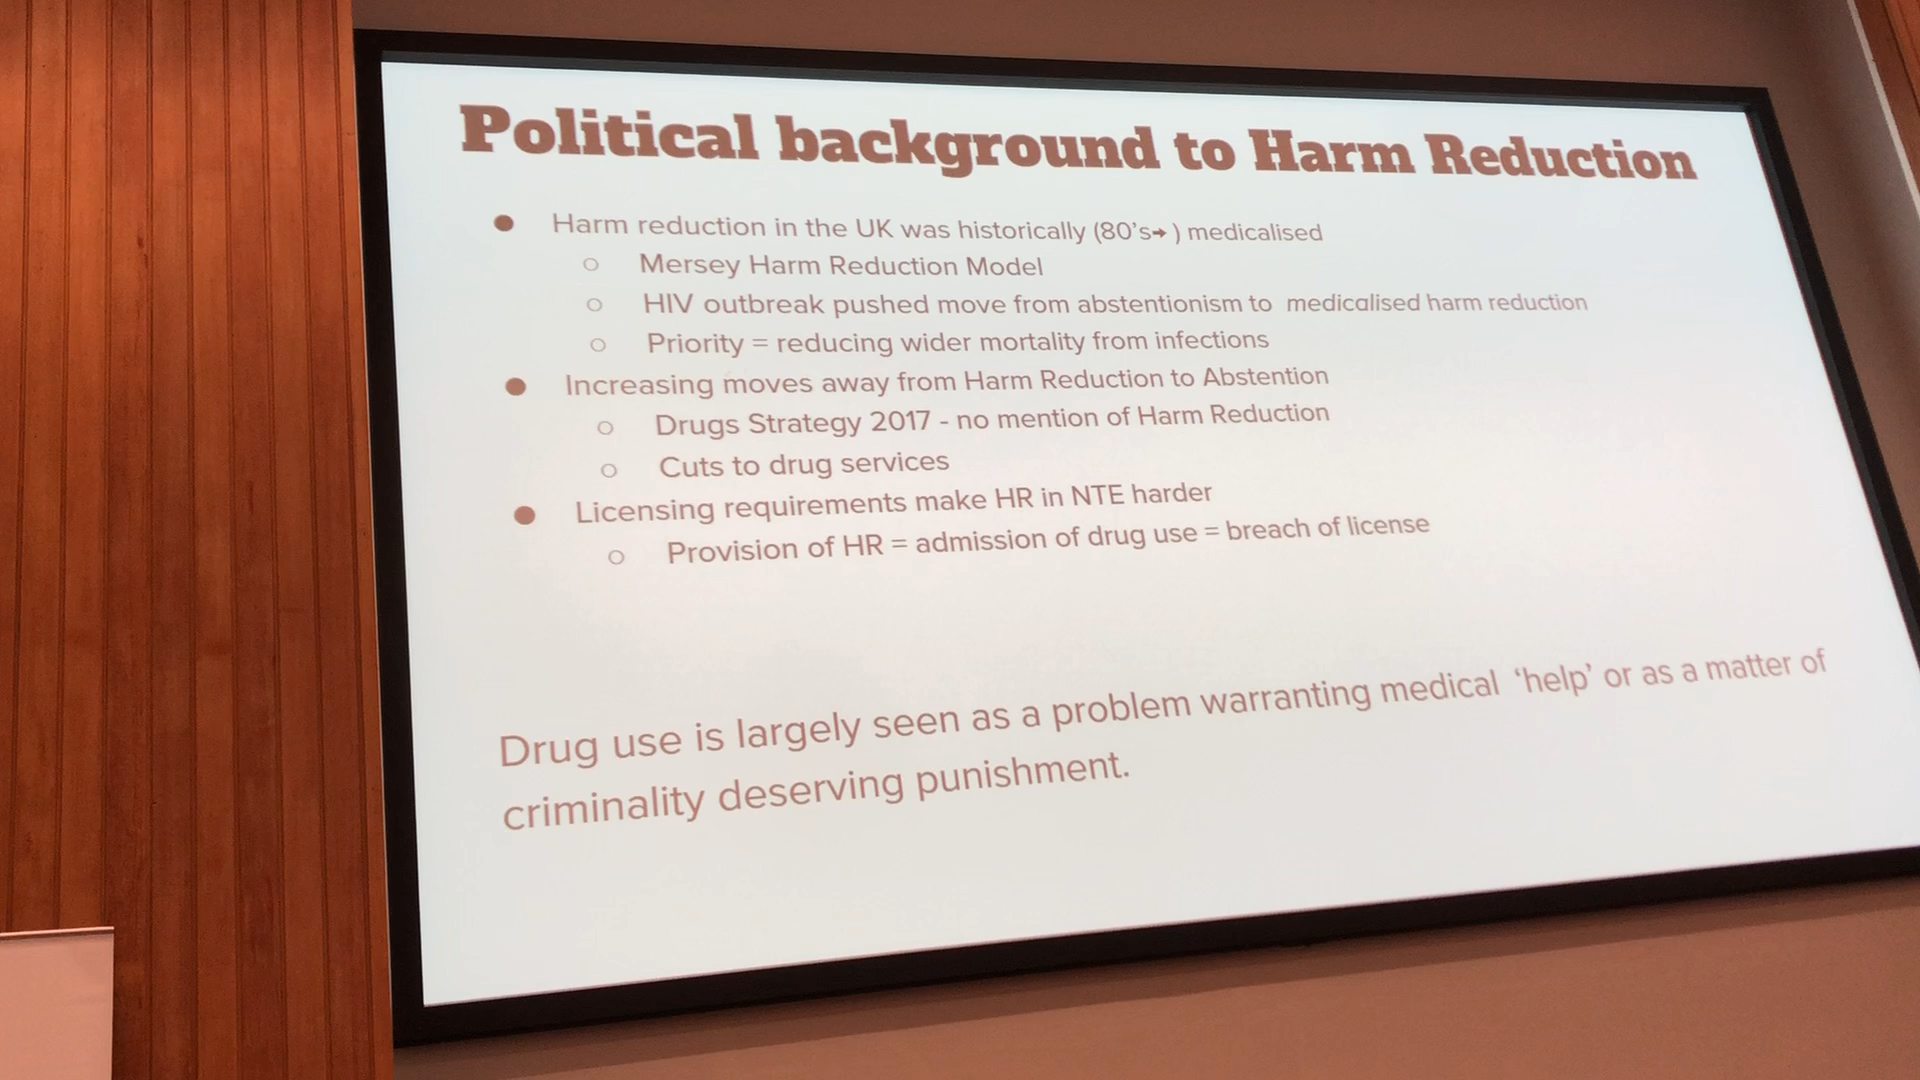 Political background to Harm Reduction
● Harm reduction in the UK was historically (80's→ ) medicalised
○ Mersey Harm Reduction Model
○ HIV outbreak pushed move from abstentionism to medicalised harm reduction
○ Priority = reducing wider mortality from infections
● Increasing moves away from Harm Reduction to Abstention
○ Drugs Strategy 2017 - no mention of Harm Reduction
○ Cuts to drug services
● Licensing requirements make HR in NTE harder
○ Provision of HR = admission of drug use = breach of license
Drug use is largely seen as a problem warranting medical 'help' or as a matter of
criminality deserving punishment.